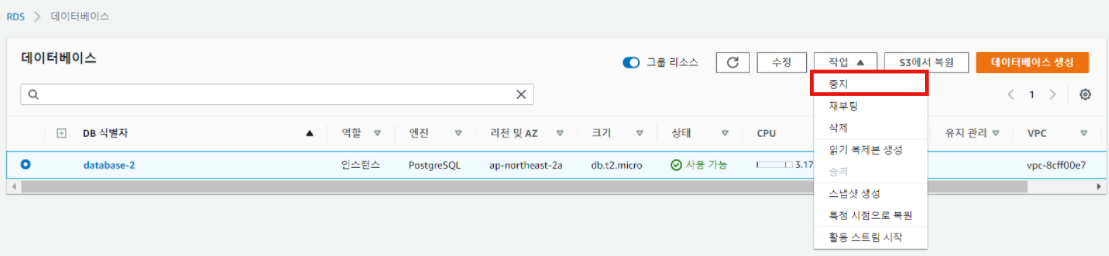 RDS > 데이터베이스
데이터베이스
그룹 리소스
수정
작업 ▲
S3에서 복원
데이터베이스 생성
1
중지
재부팅
삭제
읽기 복제본 생성
승격
스냅샷 생성
특정 시점으로 복원
활동 스트림 시작
DB 식별자 역할 엔진 리전 및 AZ 크기 상태 CPU 유지 관리 VPC
database-2 인스턴스 PostgreSQL ap-northeast-2a db.t2.micro 사용 가능 3.17 vpc-8cff00e7